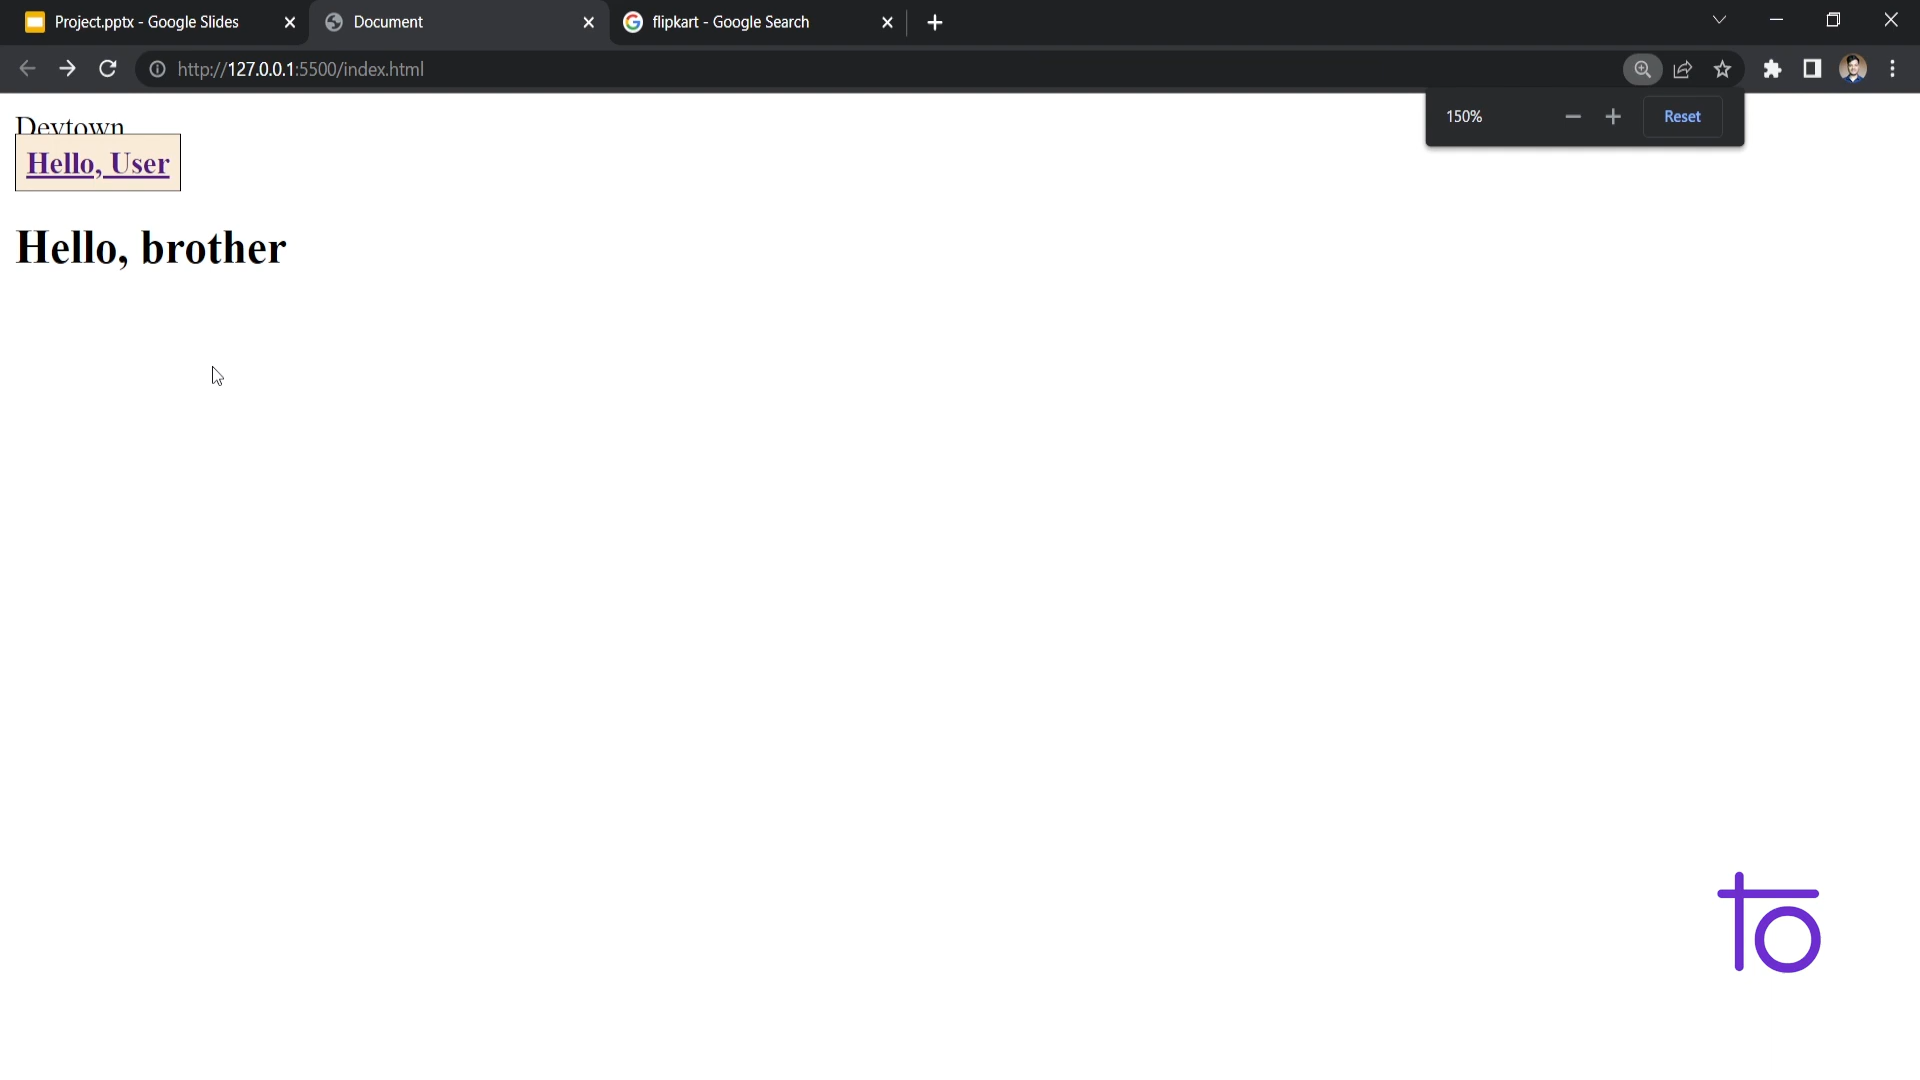 Project.pptx - Google Slides
Document
flipkart - Google Search
http://127.0.0.1:5500/index.html
150%
Reset
Devtown
Hello, User
Hello, brother